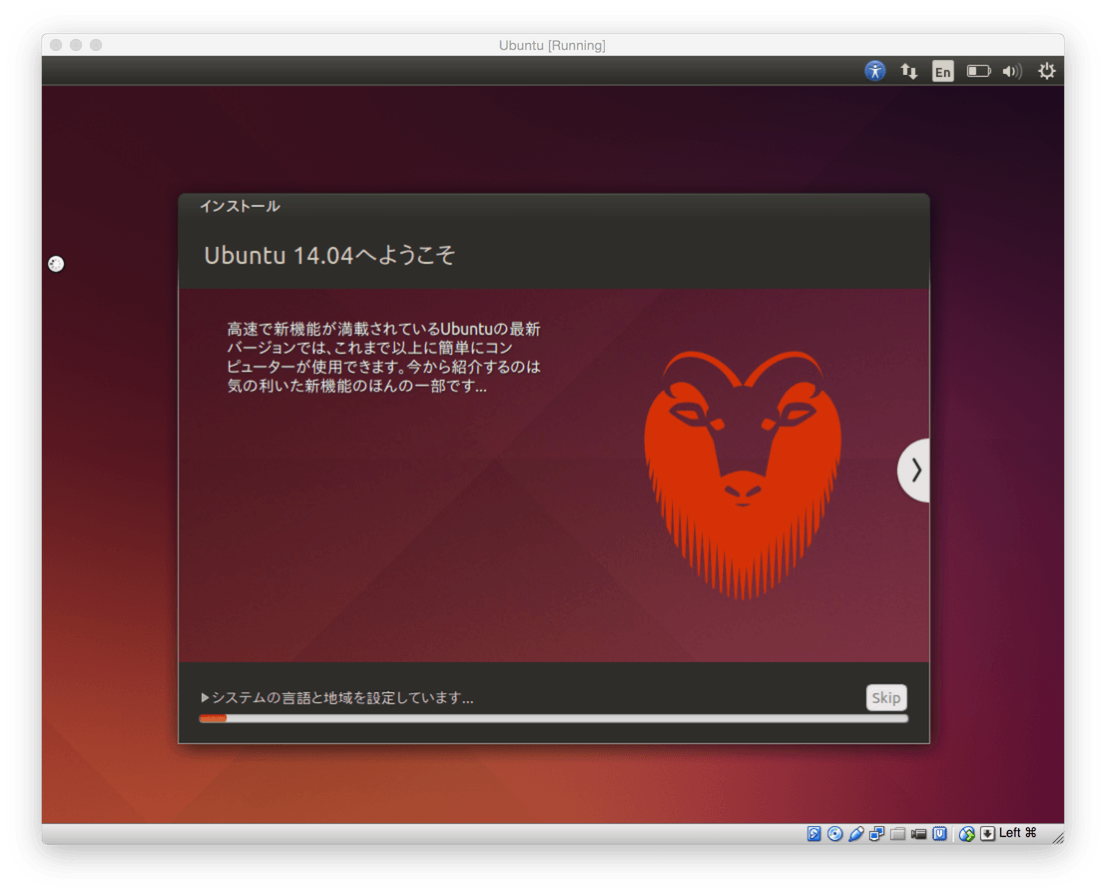 Ubuntu [Running]
En
インストール
Ubuntu 14.04へようこそ
高速で新機能が満載されているUbuntuの最新
バージョンでは、これまで以上に簡単にコン
ピューターが使用できます。今から紹介するのは
気の利いた新機能のほんの一部です...
システムの言語と地域を設定しています...
Skip
Left ⌘